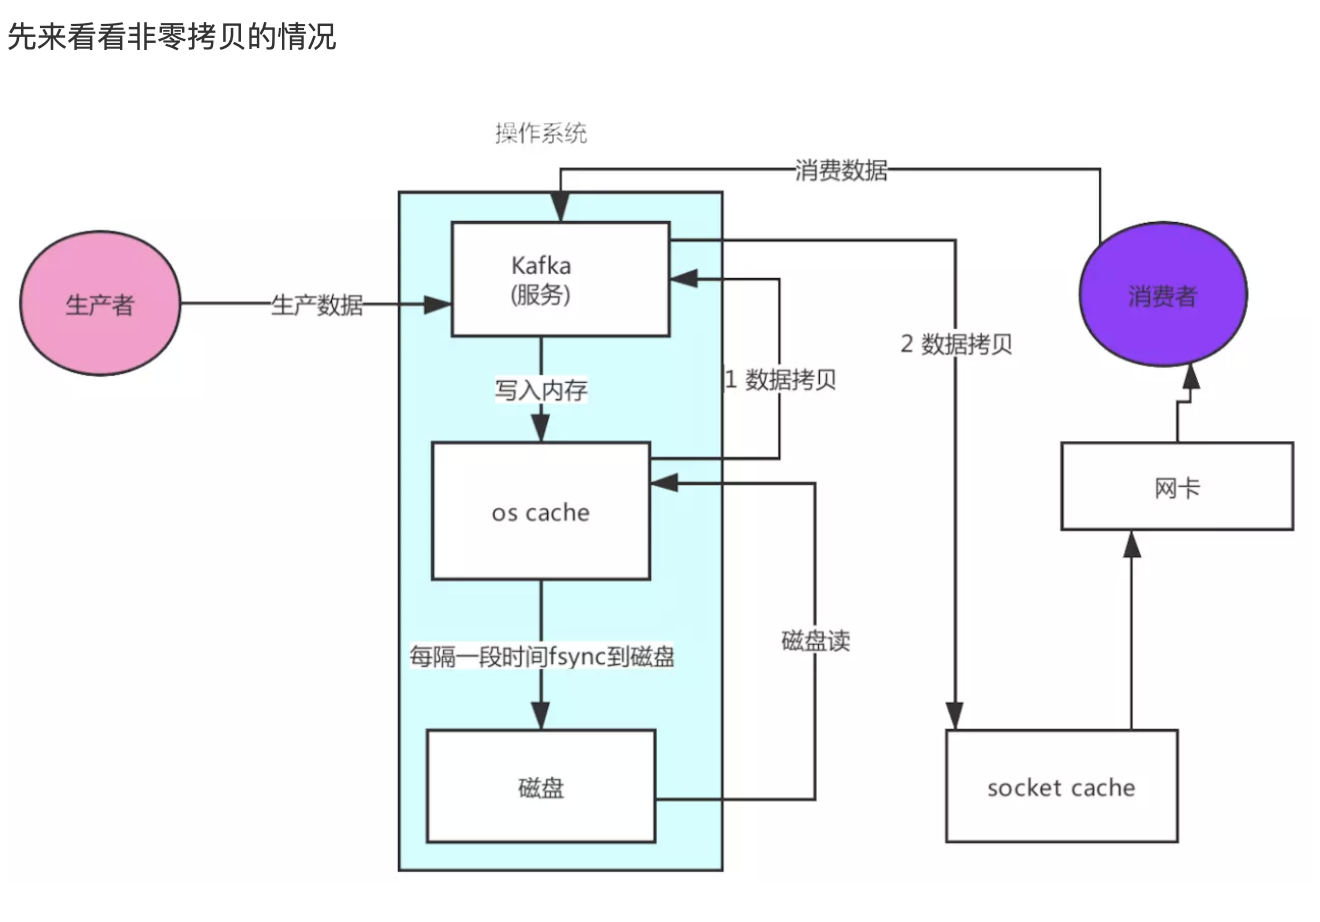 先来看看非零拷贝的情况
操作系统
消费数据
Kafka
(服务)
生产者
生产数据
消费者
2 数据拷贝
1 数据拷贝
写入内存
网卡
os cache
磁盘读
每隔一段时间fsync到磁盘
磁盘
socket cache